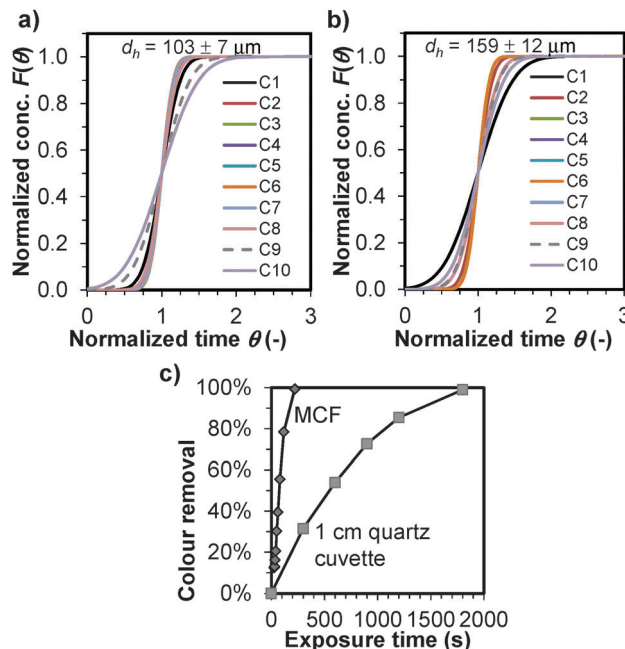 a)
d_h = 103 ± 7 μm
Normalized conc. F(θ)
1.0
0.8
0.6
0.4
0.2
0.0
C1
C2
C3
C4
C5
C6
C7
C8
C9
C10
0 1 2 3
Normalized time θ (-)
b)
d_h = 159 ± 12 μm
Normalized conc. F(θ)
1.0
0.8
0.6
0.4
0.2
0.0
C1
C2
C3
C4
C5
C6
C7
C8
C9
C10
0 1 2 3
Normalized time θ (-)
c)
Colour removal
100%
80%
60%
40%
20%
0%
MCF
1 cm quartz
cuvette
0 500 1000 1500 2000
Exposure time (s)